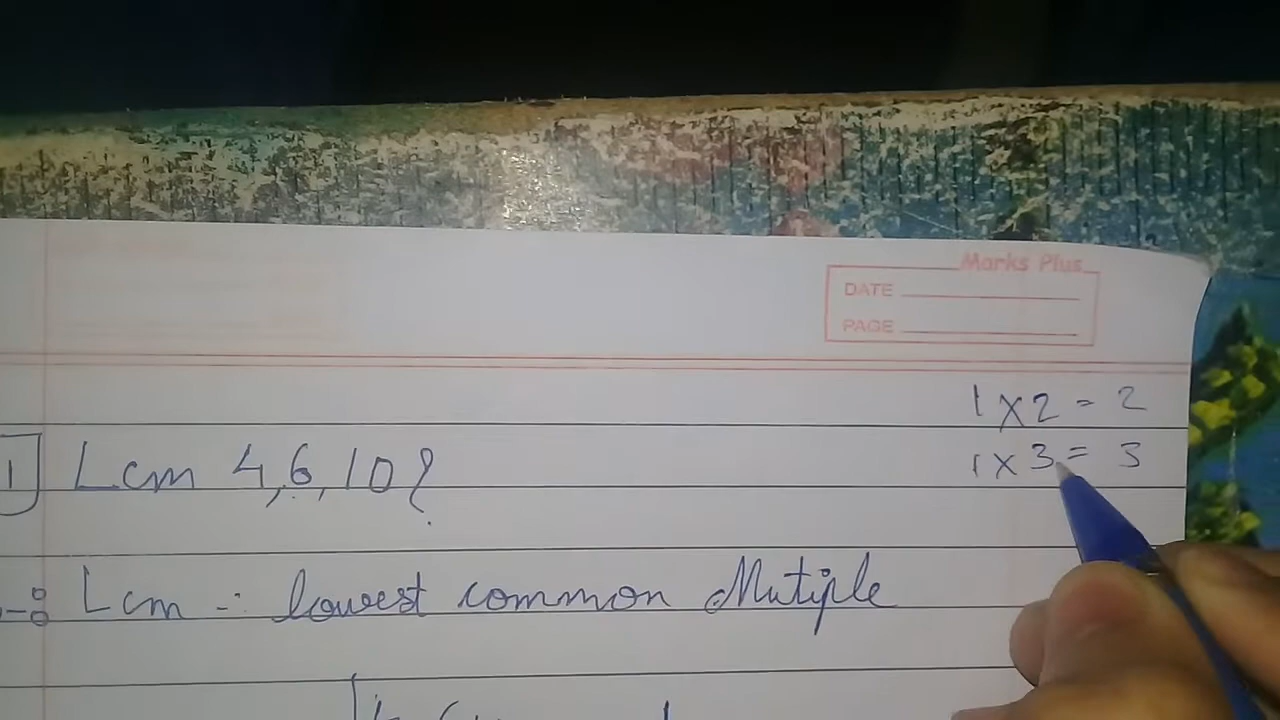 Marks Plus
DATE
PAGE
1 x 2 = 2
1 x 3 = 3
1 Lcm 4,6,10?
Lcm -: lowest common Mutiple